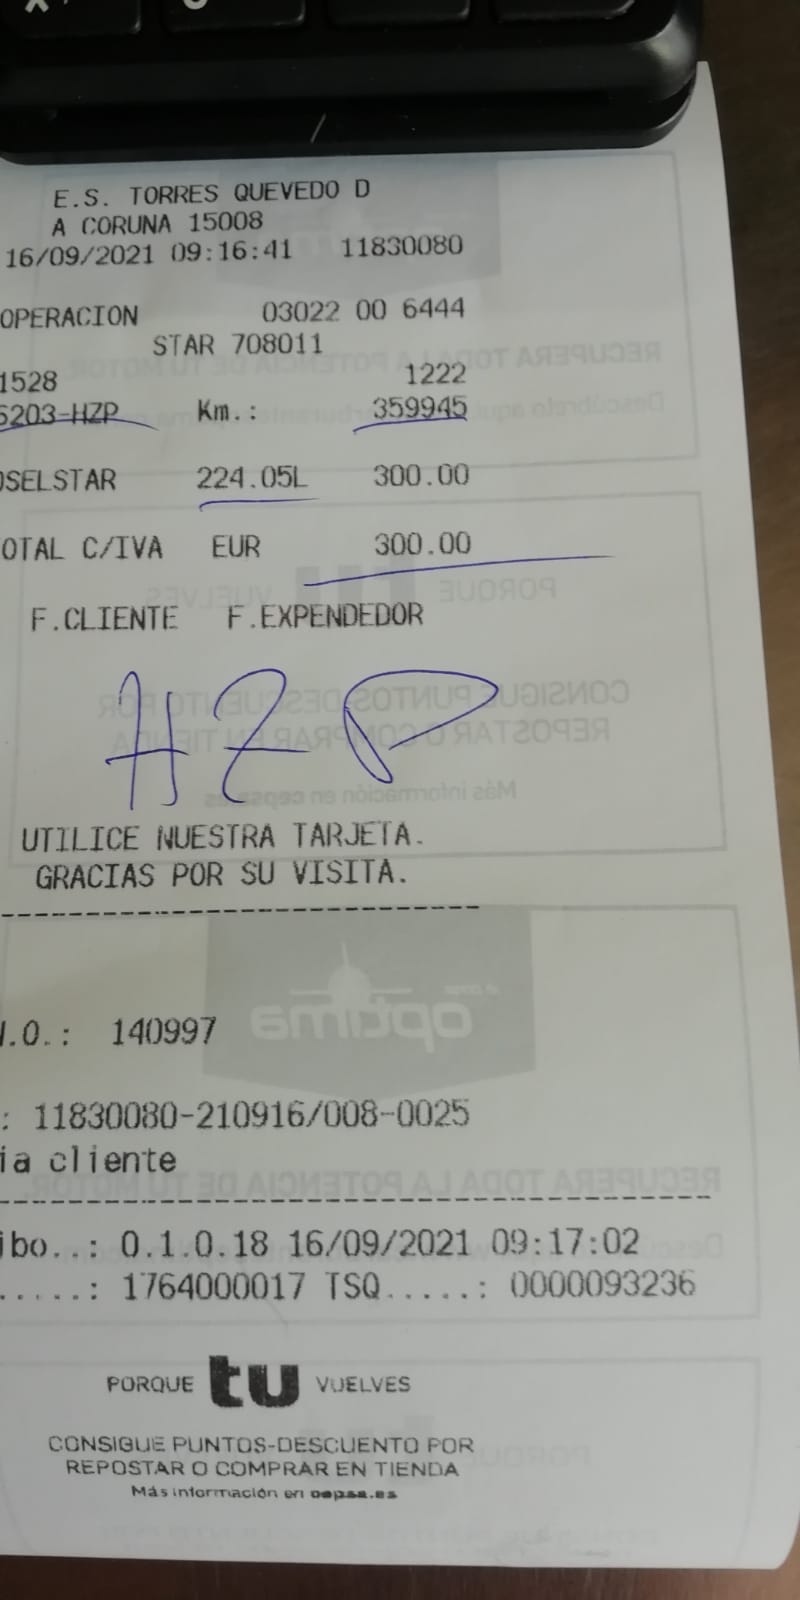 E.S. TORRES QUEVEDO D
A CORUNA 15008
16/09/2021 09:16:41 11830080
OPERACION 03022 00 6444
STAR 708011
1528 1222
5203-HZP Km.: 359945
OSELSTAR 224.05L 300.00
OTAL C/IVA EUR 300.00
F.CLIENTE F.EXPENDEDOR
HZP
UTILICE NUESTRA TARJETA.
GRACIAS POR SU VISITA.
.O.: 140997
: 11830080-210916/008-0025
ia cliente
ibo..: 0.1.0.18 16/09/2021 09:17:02
.....: 1764000017 TSQ.....: 0000093236
PORQUE tu VUELVES
CONSIGUE PUNTOS-DESCUENTO POR
REPOSTAR O COMPRAR EN TIENDA
Más información en cepsa.es